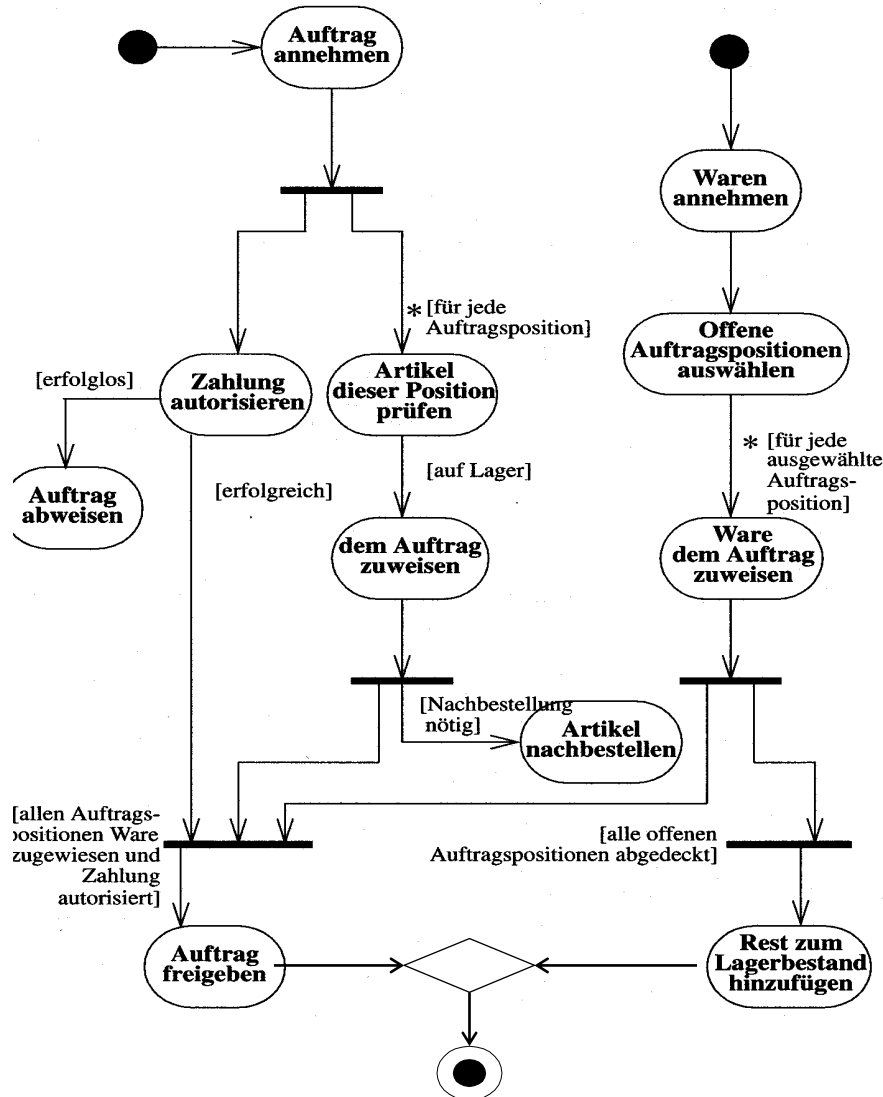 Auftrag
annehmen
Waren
annehmen
* [für jede
Auftragsposition]
Offene
Auftragspositionen
auswählen
[erfolglos]
Zahlung
autorisieren
Artikel
dieser Position
prüfen
* [für jede
ausgewählte
Auftrags-
position]
[auf Lager]
[erfolgreich]
Auftrag
abweisen
dem Auftrag
zuweisen
Ware
dem Auftrag
zuweisen
[Nachbestellung
nötig]
Artikel
nachbestellen
[allen Auftrags-
positionen Ware
zugewiesen und
Zahlung
autorisiert]
[alle offenen
Auftragspositionen abgedeckt]
Auftrag
freigeben
Rest zum
Lagerbestand
hinzufügen